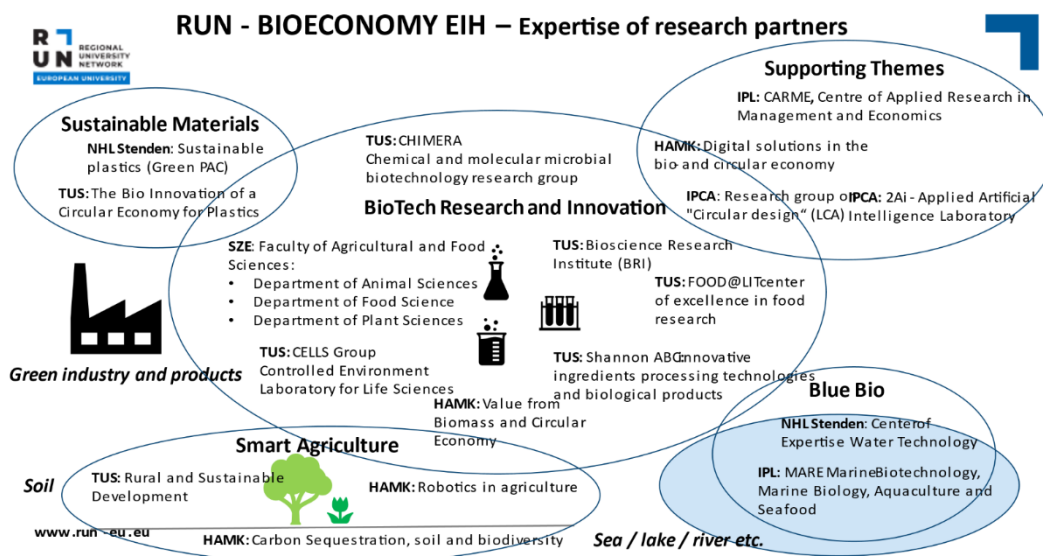 RUN - BIOECONOMY EIH – Expertise of research partners
R UN
REGIONAL
UNIVERSITY
NETWORK
EUROPEAN UNIVERSITY
Supporting Themes
IPL: CARME, Centre of Applied Research in
Management and Economics
HAMK: Digital solutions in the
bio- and circular economy
IPCA: Research group o
"Circular design“ (LCA)
IPCA: 2Ai - Applied Artificial
Intelligence Laboratory
Sustainable Materials
NHL Stenden: Sustainable
plastics (Green PAC)
TUS: The Bio Innovation of a
Circular Economy for Plastics
TUS: CHIMERA
Chemical and molecular microbial
biotechnology research group
BioTech Research and Innovation
SZE: Faculty of Agricultural and Food
Sciences:
• Department of Animal Sciences
• Department of Food Science
• Department of Plant Sciences
TUS: Bioscience Research
Institute (BRI)
TUS: FOOD@LIT center
of excellence in food
research
TUS: CELLS Group
Controlled Environment
Laboratory for Life Sciences
TUS: Shannon ABC: Innovative
ingredients processing technologies
and biological products
HAMK: Value from
Biomass and Circular
Economy
Green industry and products
Blue Bio
NHL Stenden: Center of
Expertise Water Technology
IPL: MARE Marine Biotechnology,
Marine Biology, Aquaculture and
Seafood
Smart Agriculture
Soil
TUS: Rural and Sustainable
Development
HAMK: Robotics in agriculture
www.run-eu.eu
HAMK: Carbon Sequestration, soil and biodiversity
Sea / lake / river etc.